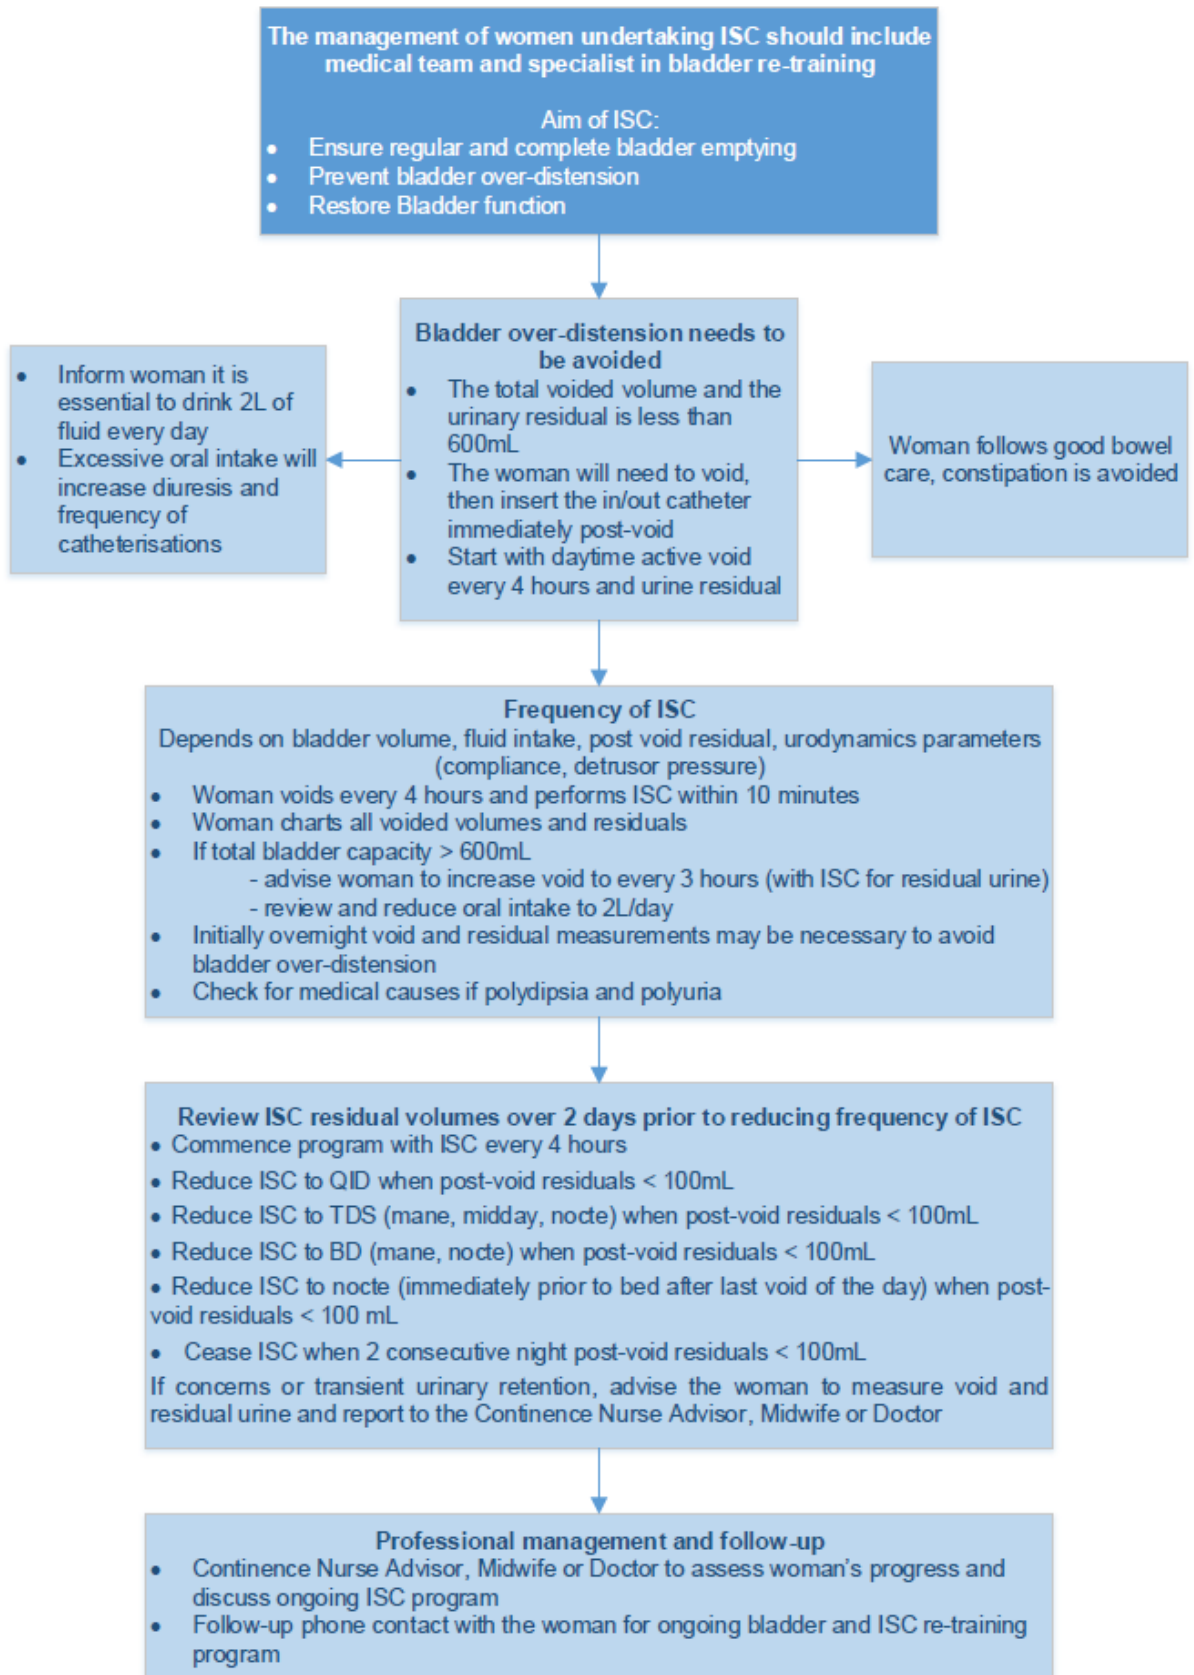 The management of women undertaking ISC should include
medical team and specialist in bladder re-training
Aim of ISC:
• Ensure regular and complete bladder emptying
• Prevent bladder over-distension
• Restore Bladder function
Bladder over-distension needs to
be avoided
• The total voided volume and the
urinary residual is less than
600mL
• The woman will need to void,
then insert the in/out catheter
immediately post-void
• Start with daytime active void
every 4 hours and urine residual
• Inform woman it is
essential to drink 2L of
fluid every day
• Excessive oral intake will
increase diuresis and
frequency of
catheterisations
Woman follows good bowel
care, constipation is avoided
Frequency of ISC
Depends on bladder volume, fluid intake, post void residual, urodynamics parameters
(compliance, detrusor pressure)
• Woman voids every 4 hours and performs ISC within 10 minutes
• Woman charts all voided volumes and residuals
• If total bladder capacity > 600mL
- advise woman to increase void to every 3 hours (with ISC for residual urine)
- review and reduce oral intake to 2L/day
• Initially overnight void and residual measurements may be necessary to avoid
bladder over-distension
• Check for medical causes if polydipsia and polyuria
Review ISC residual volumes over 2 days prior to reducing frequency of ISC
• Commence program with ISC every 4 hours
• Reduce ISC to QID when post-void residuals < 100mL
• Reduce ISC to TDS (mane, midday, nocte) when post-void residuals < 100mL
• Reduce ISC to BD (mane, nocte) when post-void residuals < 100mL
• Reduce ISC to nocte (immediately prior to bed after last void of the day) when post-
void residuals < 100 mL
• Cease ISC when 2 consecutive night post-void residuals < 100mL
If concerns or transient urinary retention, advise the woman to measure void and
residual urine and report to the Continence Nurse Advisor, Midwife or Doctor
Professional management and follow-up
• Continence Nurse Advisor, Midwife or Doctor to assess woman's progress and
discuss ongoing ISC program
• Follow-up phone contact with the woman for ongoing bladder and ISC re-training
program